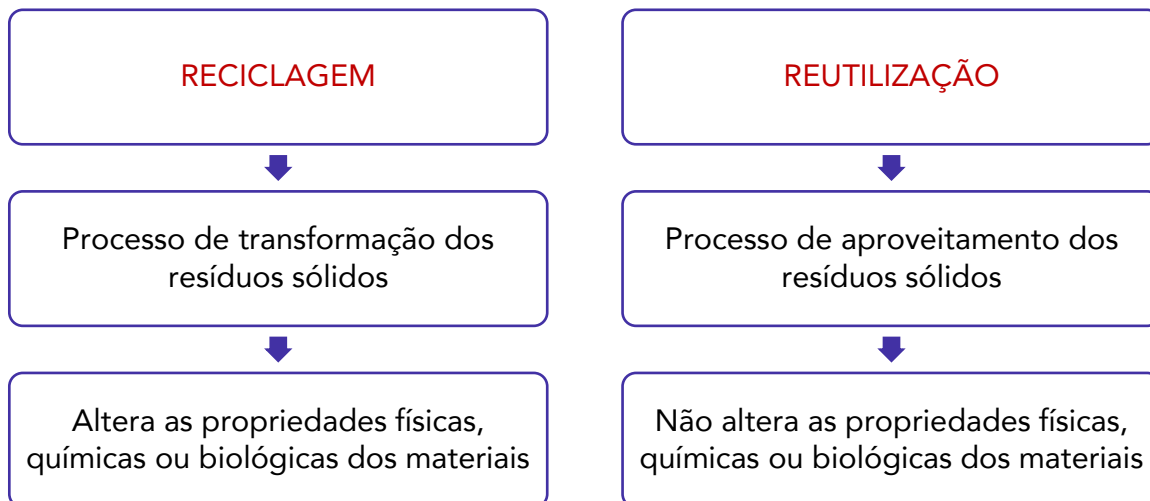 RECICLAGEM
Processo de transformação dos
resíduos sólidos
Altera as propriedades físicas,
químicas ou biológicas dos materiais
REUTILIZAÇÃO
Processo de aproveitamento dos
resíduos sólidos
Não altera as propriedades físicas,
químicas ou biológicas dos materiais